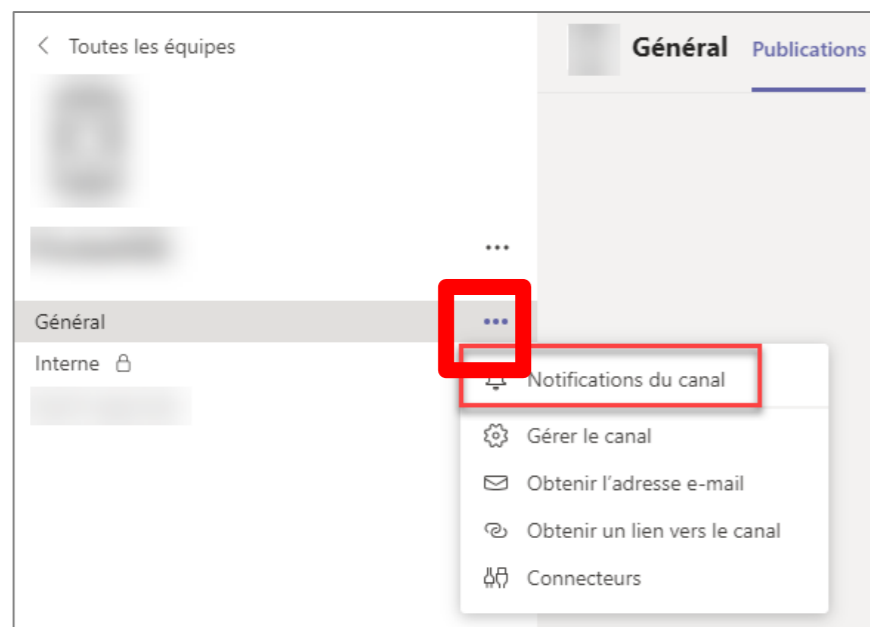 Toutes les équipes
Général Publications
Général
Interne
Notifications du canal
Gérer le canal
Obtenir l'adresse e-mail
Obtenir un lien vers le canal
Connecteurs